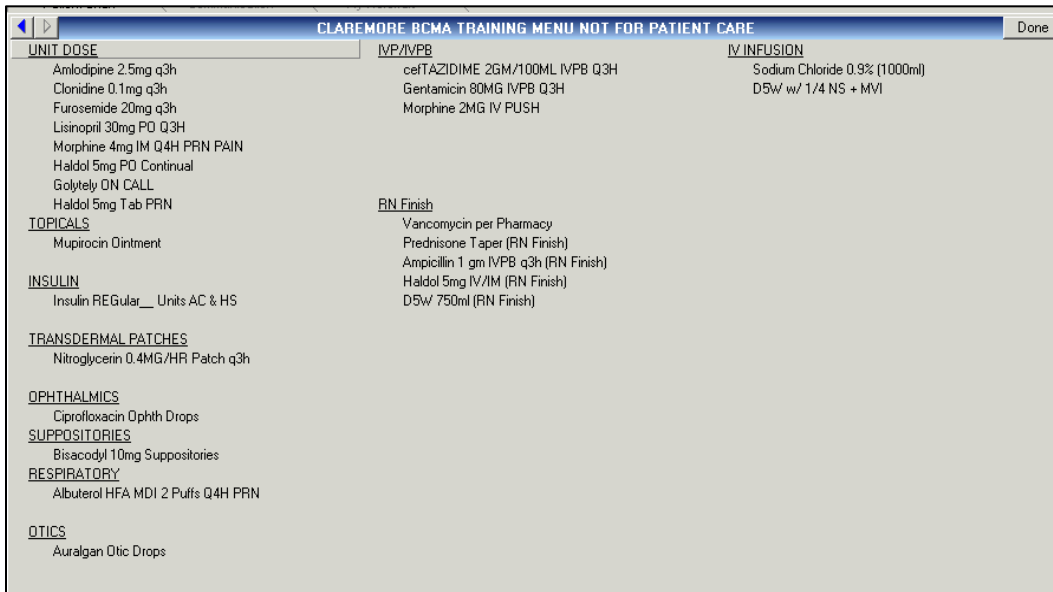 CLAREMORE BCMA TRAINING MENU NOT FOR PATIENT CARE
Done
UNIT DOSE
Amlodipine 2.5mg q3h
Clonidine 0.1mg q3h
Furosemide 20mg q3h
Lisinopril 30mg PO Q3H
Morphine 4mg IM Q4H PRN PAIN
Haldol 5mg PO Continual
Golytely ON CALL
Haldol 5mg Tab PRN
TOPICALS
Mupirocin Ointment
INSULIN
Insulin REGular__ Units AC & HS
TRANSDERMAL PATCHES
Nitroglycerin 0.4MG/HR Patch q3h
OPHTHALMICS
Ciprofloxacin Ophth Drops
SUPPOSITORIES
Bisacodyl 10mg Suppositories
RESPIRATORY
Albuterol HFA MDI 2 Puffs Q4H PRN
OTICS
Auralgan Otic Drops
IVP/IVPB
cefTAZIDIME 2GM/100ML IVPB Q3H
Gentamicin 80MG IVPB Q3H
Morphine 2MG IV PUSH
RN Finish
Vancomycin per Pharmacy
Prednisone Taper (RN Finish)
Ampicillin 1 gm IVPB q3h (RN Finish)
Haldol 5mg IV/IM (RN Finish)
D5W 750ml (RN Finish)
IV INFUSION
Sodium Chloride 0.9% (1000ml)
D5W w/ 1/4 NS + MVI